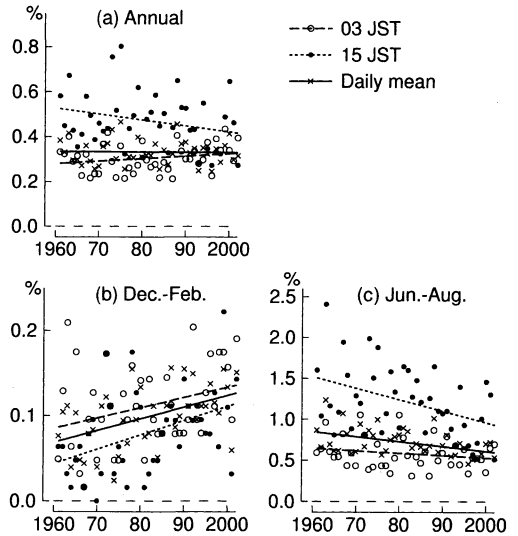 % (a) Annual
03 JST
15 JST
Daily mean
0.8
0.6
0.4
0.2
0.0
1960 70 80 90 2000
% (b) Dec.-Feb.
0.2
0.1
0.0
1960 70 80 90 2000
% (c) Jun.-Aug.
2.5
2.0
1.5
1.0
0.5
0.0
1960 70 80 90 2000